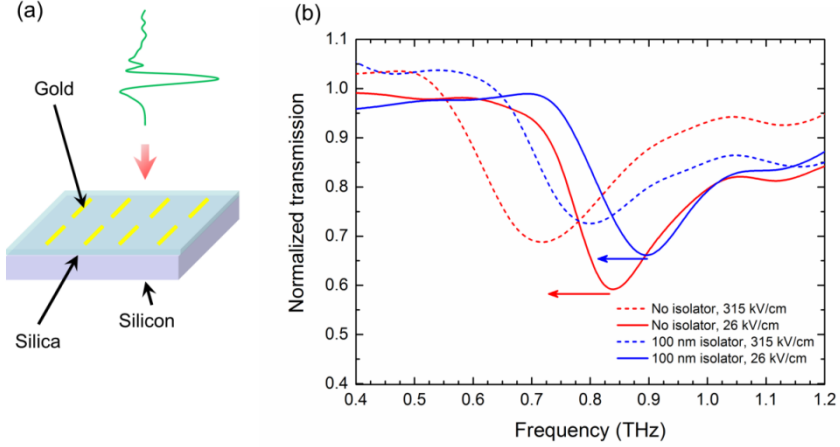 (a)
Gold
Silica
Silicon
(b)
Normalized transmission
1.1
1.0
0.9
0.8
0.7
0.6
0.5
0.4
No isolator, 315 kV/cm
No isolator, 26 kV/cm
100 nm isolator, 315 kV/cm
100 nm isolator, 26 kV/cm
0.4 0.5 0.6 0.7 0.8 0.9 1.0 1.1 1.2
Frequency (THz)